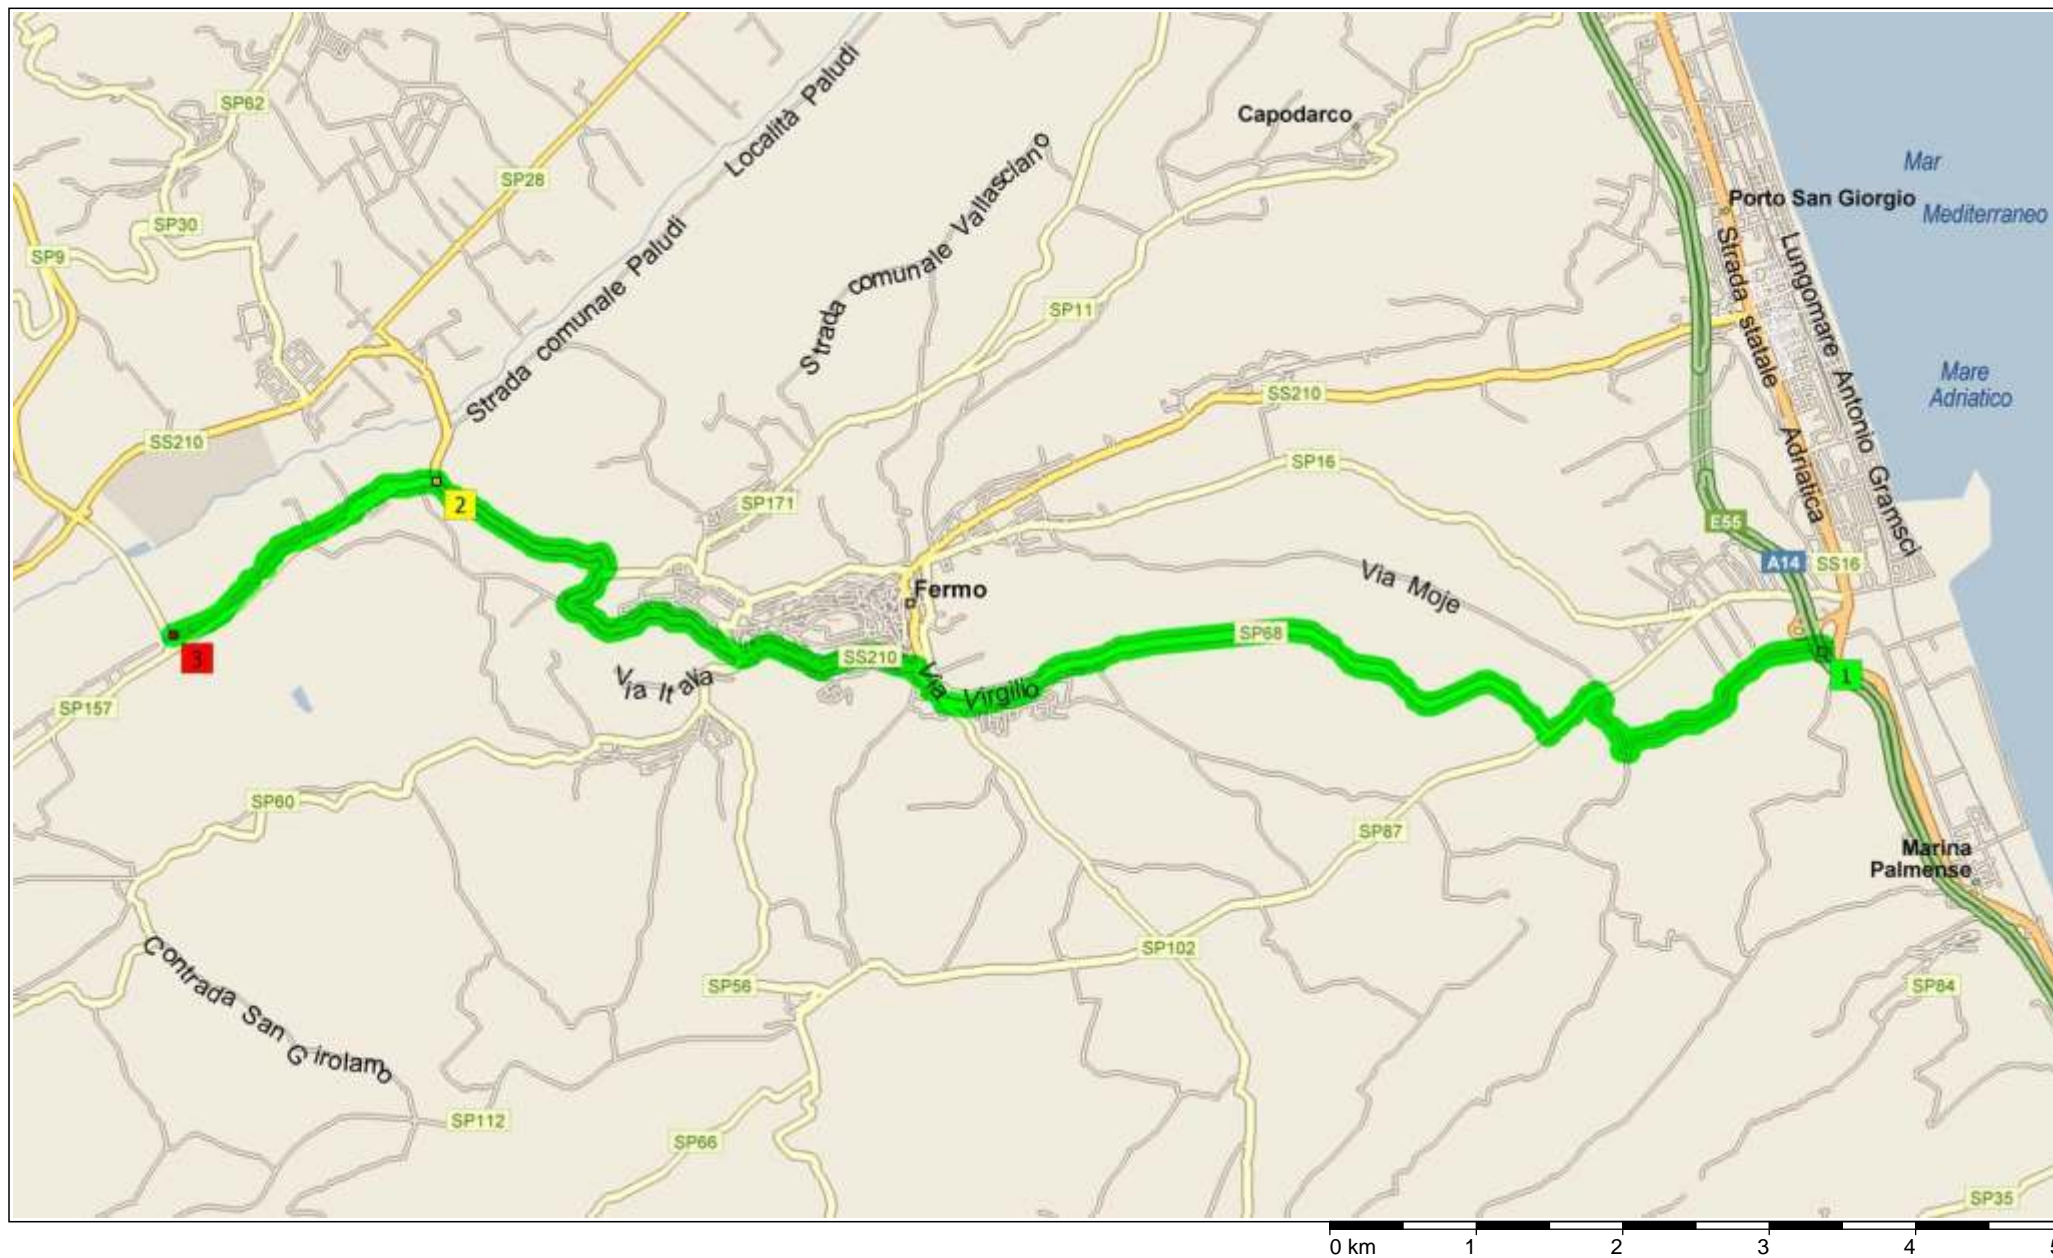 SP62
Capodarco
Località Paludi
Mar
Mediterraneo
SP28
Strada comunale Vallasciano
Porto San Giorgio
SP30
SP9
Strada comunale Paludi
SP11
Strada statale Adriatica
Lungomare Antonio Gramsci
Mare
Adriatico
SS210
SS210
SP16
2
SP171
E55
A14
SS16
Via Moje
Fermo
SP68
3
SS210
Via Italia
Via Virgilio
1
SP157
SP60
SP87
Marina
Palmense
Contrada San Girolamo
SP102
SP56
SP84
SP112
SP66
SP35
0 km 1 2 3 4 5